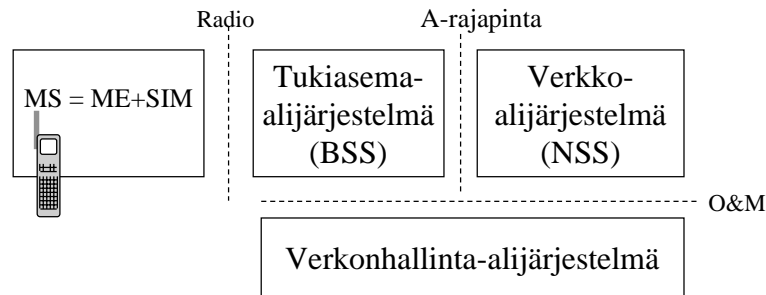 Radio
A-rajapinta
MS = ME+SIM
Tukiasema-
alijärjestelmä
(BSS)
Verkko-
alijärjestelmä
(NSS)
O&M
Verkonhallinta-alijärjestelmä